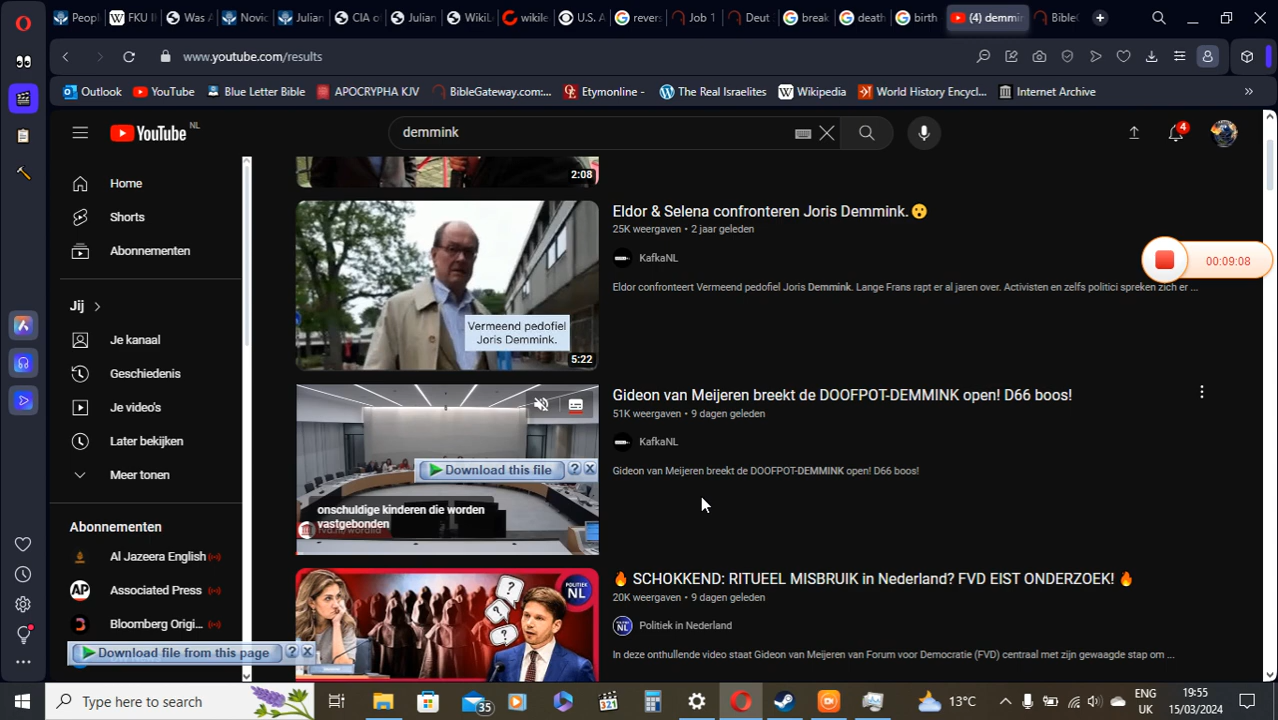 Peopl
FKU II
Was A
Novic
Julian
CIA o
Julian
WikiL
wikile
U.S. A
revers
Job 1
Deut
break
death
birth
(4) demmin
BibleG
www.youtube.com/results
Outlook
YouTube
Blue Letter Bible
APOCRYPHA KJV
BibleGateway.com:...
Etymonline -
The Real Israelites
Wikipedia
World History Encycl...
Internet Archive
YouTube NL
demmink
4
Home
Shorts
Abonnementen
Jij
Je kanaal
Geschiedenis
Je video's
Later bekijken
Meer tonen
Abonnementen
Al Jazeera English
Associated Press
Bloomberg Origi...
Download file from this page
2:08
Vermeend pedofiel
Joris Demmink.
5:22
Eldor & Selena confronteren Joris Demmink.😮
25K weergaven • 2 jaar geleden
KafkaNL
Eldor confronteert Vermeend pedofiel Joris Demmink. Lange Frans rapt er al jaren over. Activisten en zelfs politici spreken zich er ...
00:09:08
Download this file
onschuldige kinderen die worden
vastgebonden
Gideon van Meijeren breekt de DOOFPOT-DEMMINK open! D66 boos!
51K weergaven • 9 dagen geleden
KafkaNL
Gideon van Meijeren breekt de DOOFPOT-DEMMINK open! D66 boos!
POLITIEK
NL
🔥 SCHOKKEND: RITUEEL MISBRUIK in Nederland? FVD EIST ONDERZOEK! 🔥
20K weergaven • 9 dagen geleden
Politiek in Nederland
In deze onthullende video staat Gideon van Meijeren van Forum voor Democratie (FVD) centraal met zijn gewaagde stap om ...
Type here to search
35
321
13°C
ENG
UK
19:55
15/03/2024